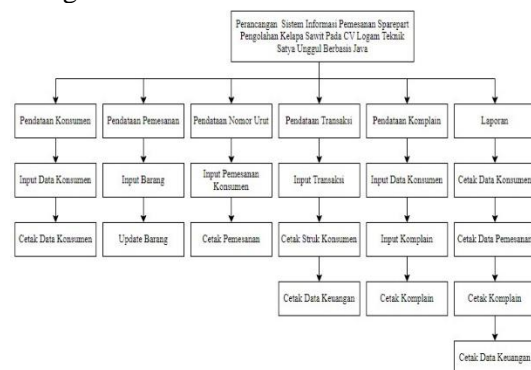 Perancangan Sistem Informasi Pemesanan Sparepart
Pengolahan Kelapa Sawit Pada CV Logam Teknik
Satya Unggul Berbasis Java
Pendataan Konsumen
Pendataan Pemesanan
Pendataan Nomor Urut
Pendataan Transaksi
Pendataan Komplain
Laporan
Input Data Konsumen
Input Barang
Input Pemesanan
Konsumen
Input Transaksi
Input Data Konsumen
Cetak Data Konsumen
Cetak Data Konsumen
Update Barang
Cetak Pemesanan
Cetak Struk Konsumen
Input Komplain
Cetak Data Pemesanan
Cetak Data Keuangan
Cetak Komplain
Cetak Komplain
Cetak Data Keuangan